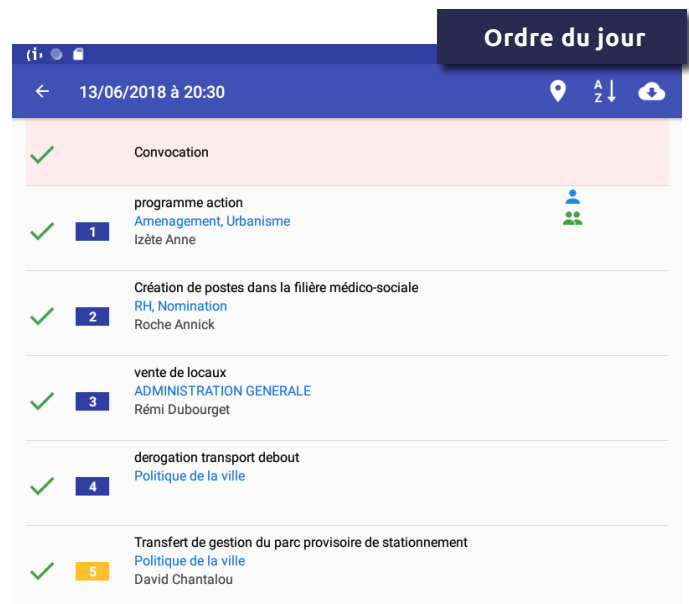 Ordre du jour
13/06/2018 à 20:30
A
Z
Convocation
programme action
1
Amenagement, Urbanisme
Izète Anne
Création de postes dans la filière médico-sociale
2
RH, Nomination
Roche Annick
vente de locaux
3
ADMINISTRATION GENERALE
Rémi Dubourget
derogation transport debout
4
Politique de la ville
Transfert de gestion du parc provisoire de stationnement
5
Politique de la ville
David Chantalou